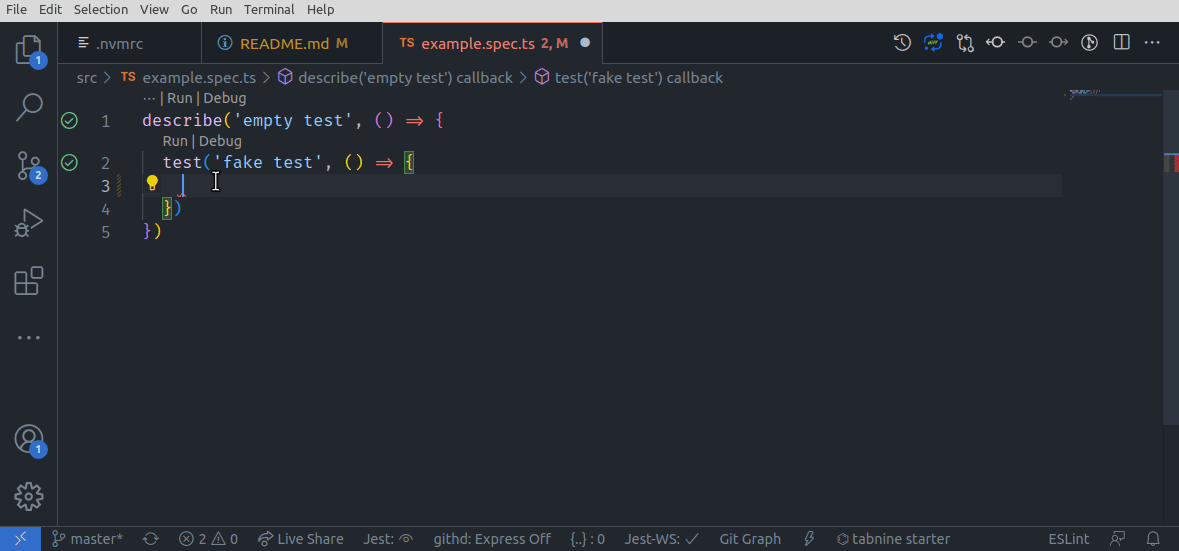 File Edit Selection View Go Run Terminal Help
.nvmrc README.md M TS example.spec.ts 2, M
src > TS example.spec.ts > describe('empty test') callback > test('fake test') callback
··· | Run | Debug
1 describe('empty test', () => {
Run | Debug
2 test('fake test', () => {
3
4 })
5 })
1
2
1
master* 2 0 Live Share Jest: githd: Express Off {..} : 0 Jest-WS: Git Graph tabnine starter ESLint